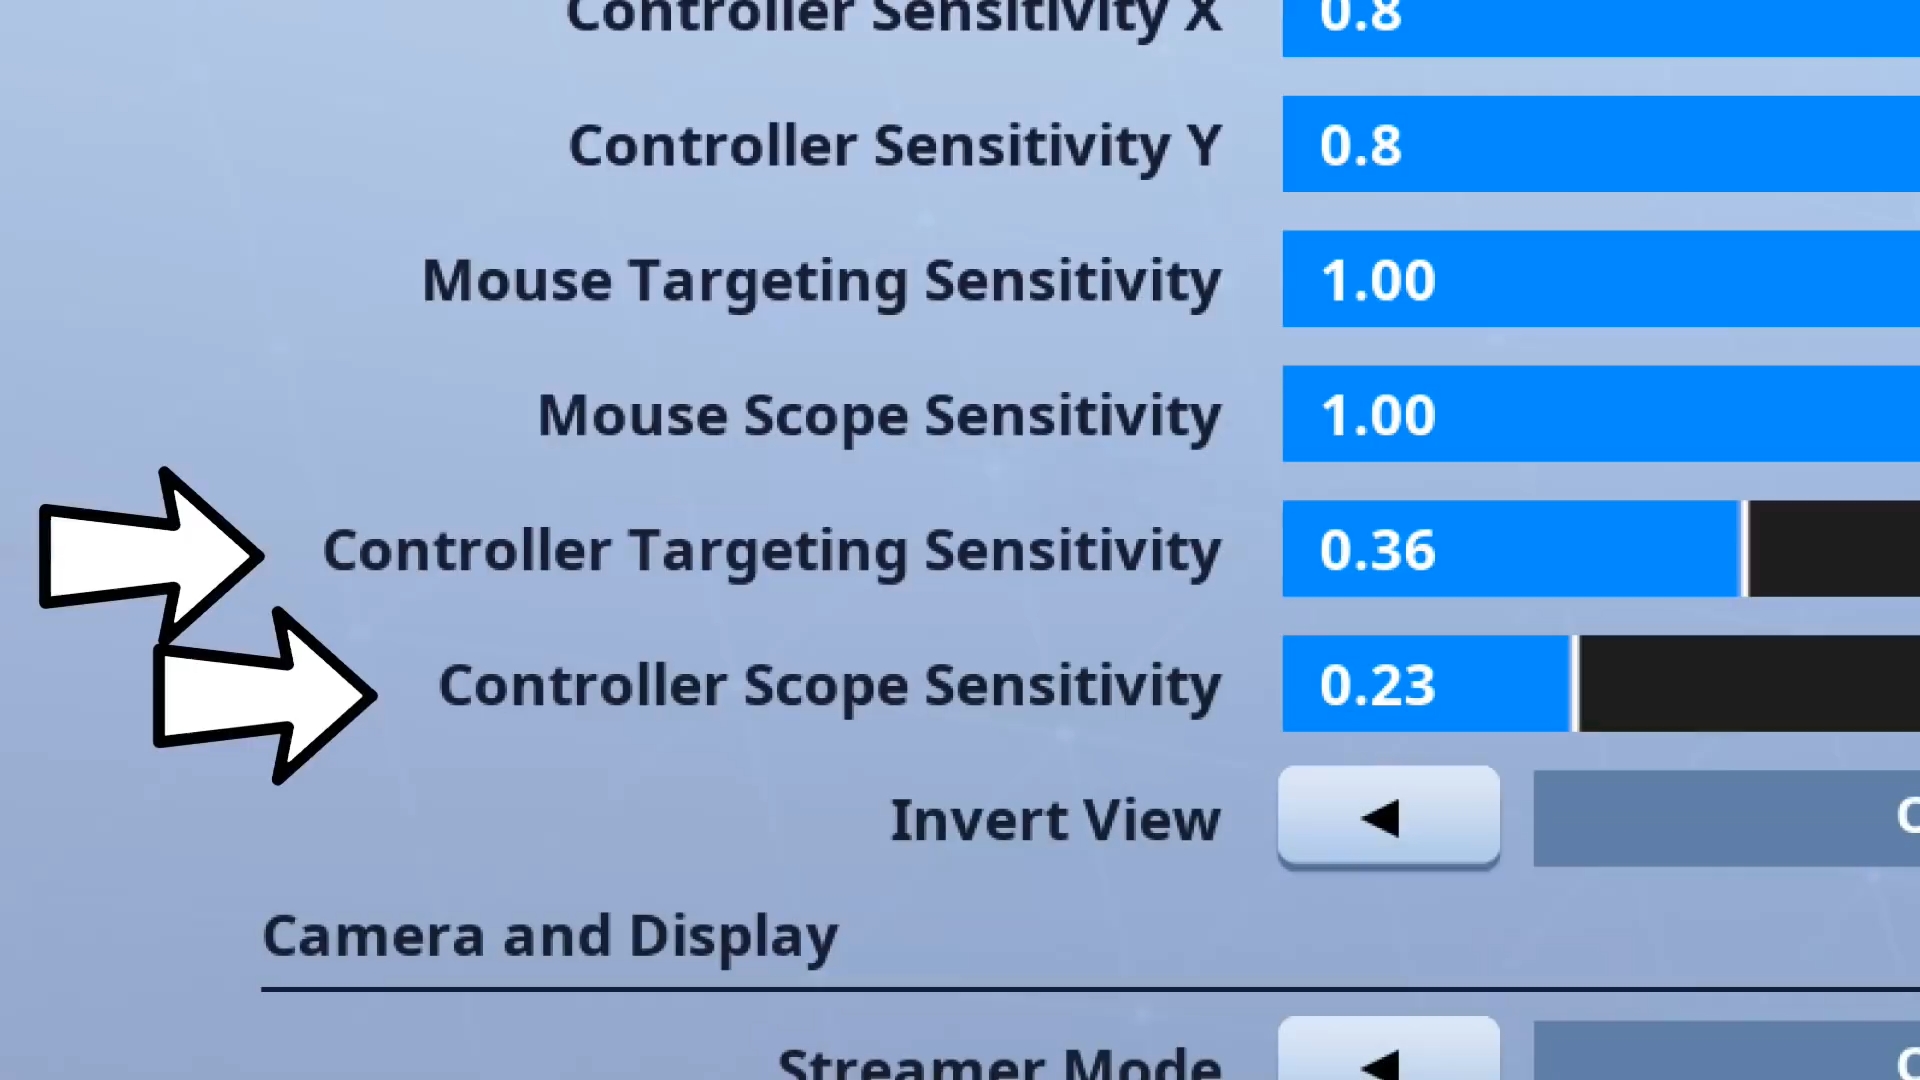 Controller Sensitivity X 0.8
Controller Sensitivity Y 0.8
Mouse Targeting Sensitivity 1.00
Mouse Scope Sensitivity 1.00
Controller Targeting Sensitivity 0.36
Controller Scope Sensitivity 0.23
Invert View
Camera and Display
Streamer Mode